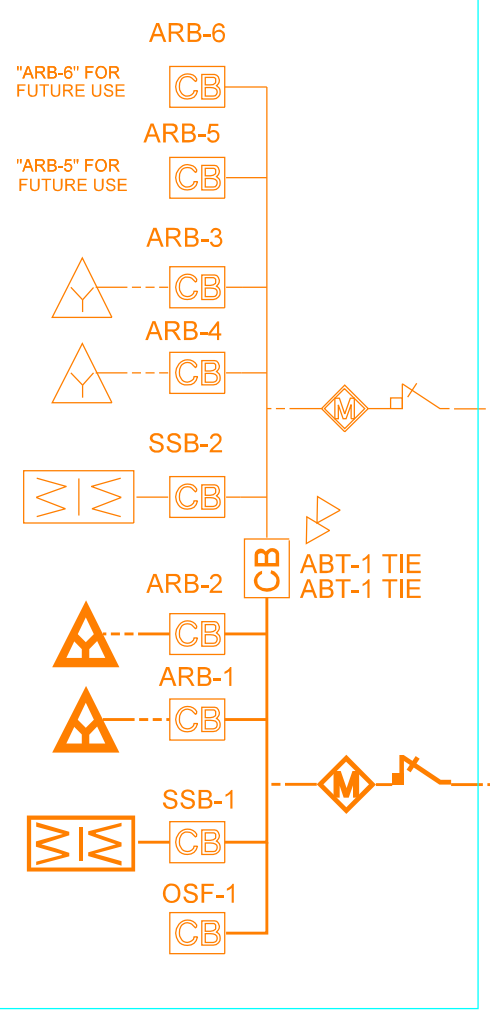 ARB-6
"ARB-6" FOR
FUTURE USE
CB
ARB-5
"ARB-5" FOR
FUTURE USE
CB
ARB-3
CB
ARB-4
CB
M
SSB-2
CB
CB
ABT-1 TIE
ABT-1 TIE
ARB-2
CB
ARB-1
CB
M
SSB-1
CB
OSF-1
CB